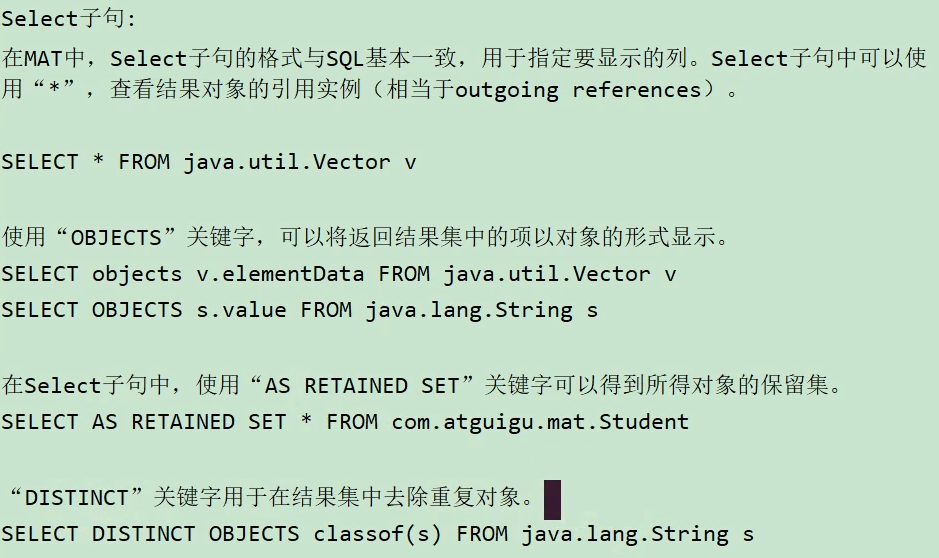 Select子句:
在MAT中，Select子句的格式与SQL基本一致，用于指定要显示的列。Select子句中可以使
用“*”，查看结果对象的引用实例（相当于outgoing references）。
SELECT * FROM java.util.Vector v
使用“OBJECTS”关键字，可以将返回结果集中的项以对象的形式显示。
SELECT objects v.elementData FROM java.util.Vector v
SELECT OBJECTS s.value FROM java.lang.String s
在Select子句中，使用“AS RETAINED SET”关键字可以得到所得对象的保留集。
SELECT AS RETAINED SET * FROM com.atguigu.mat.Student
“DISTINCT”关键字用于在结果集中去除重复对象。
SELECT DISTINCT OBJECTS classof(s) FROM java.lang.String s